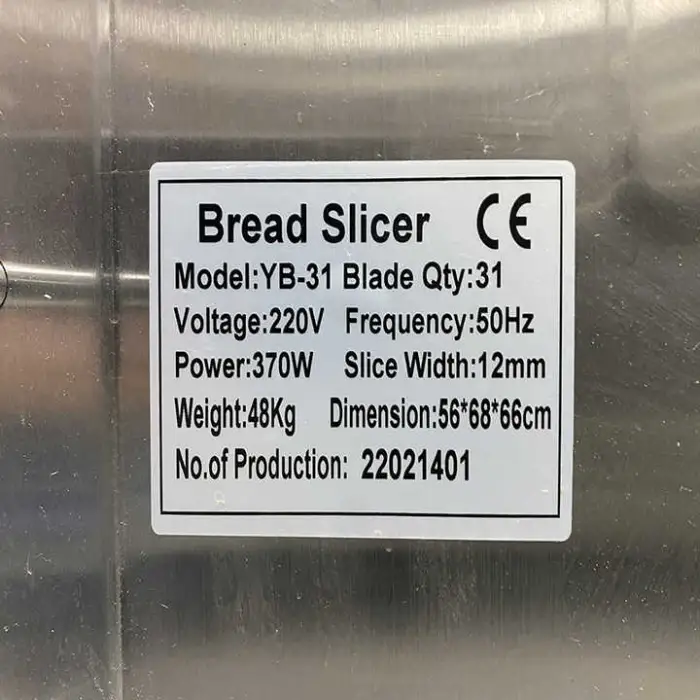 Bread Slicer CE
Model:YB-31 Blade Qty:31
Voltage:220V Frequency:50Hz
Power:370W Slice Width:12mm
Weight:48Kg Dimension:56*68*66cm
No.of Production: 22021401